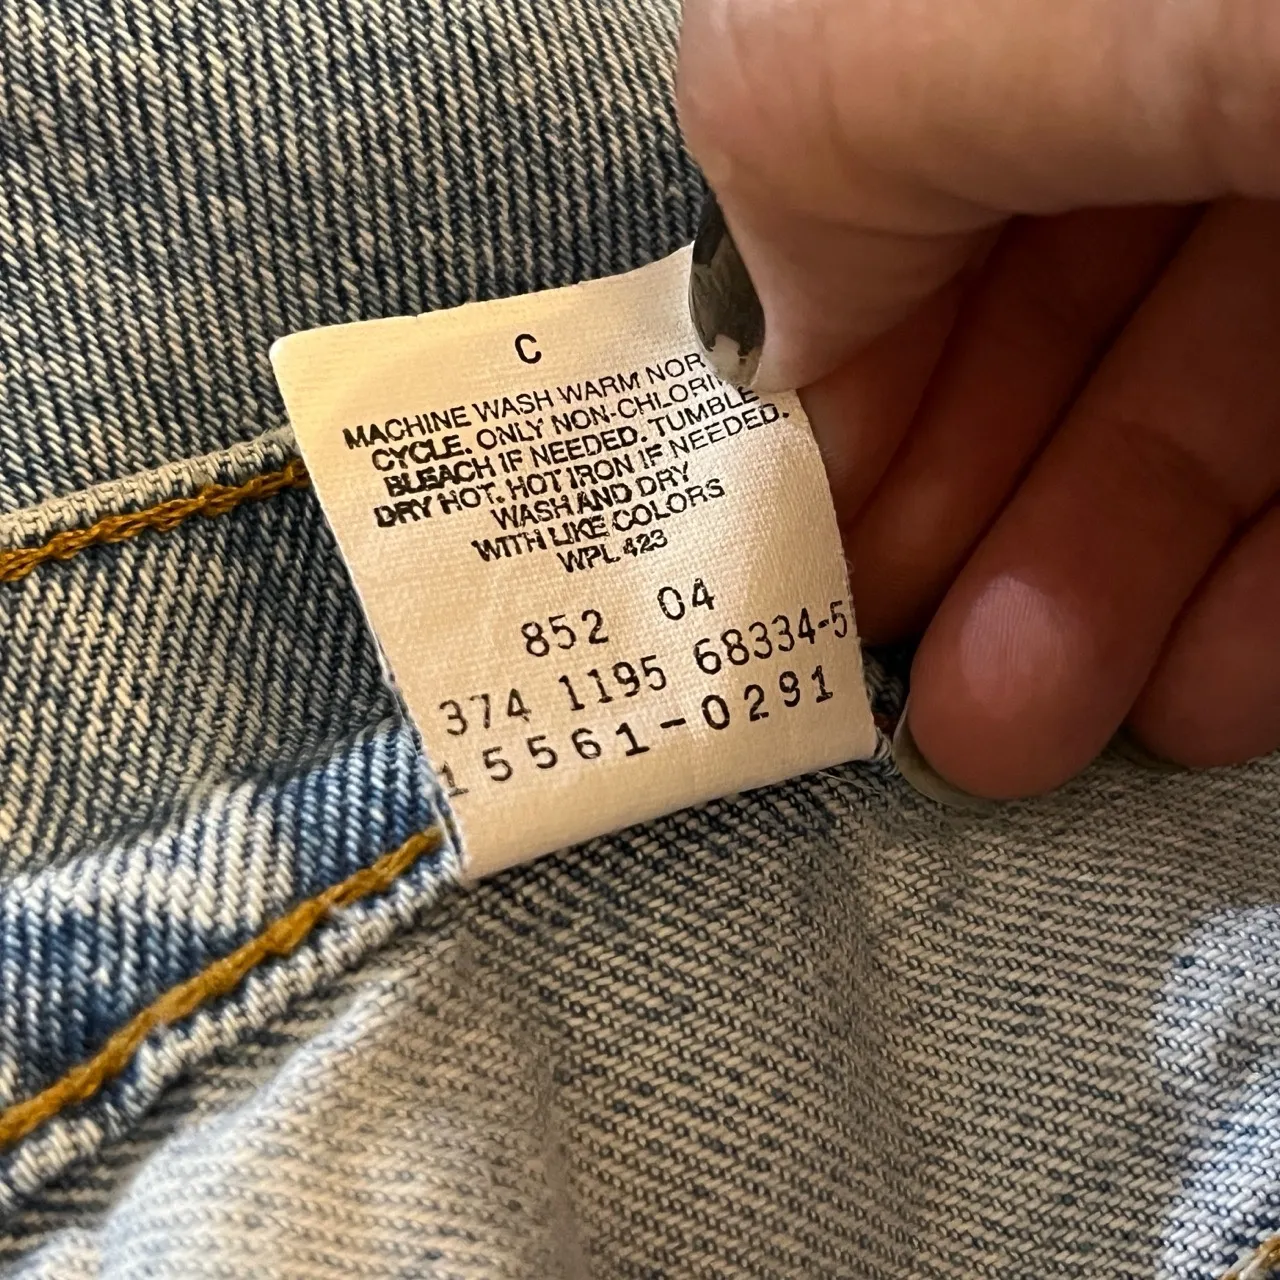 C
MACHINE WASH WARM NOR
CYCLE. ONLY NON-CHLORI
BLEACH IF NEEDED. TUMBLE
DRY HOT. HOT IRON IF NEEDED.
WASH AND DRY
WITH LIKE COLORS
WPL 423
852 04
374 1195 68334-5
15561-0291